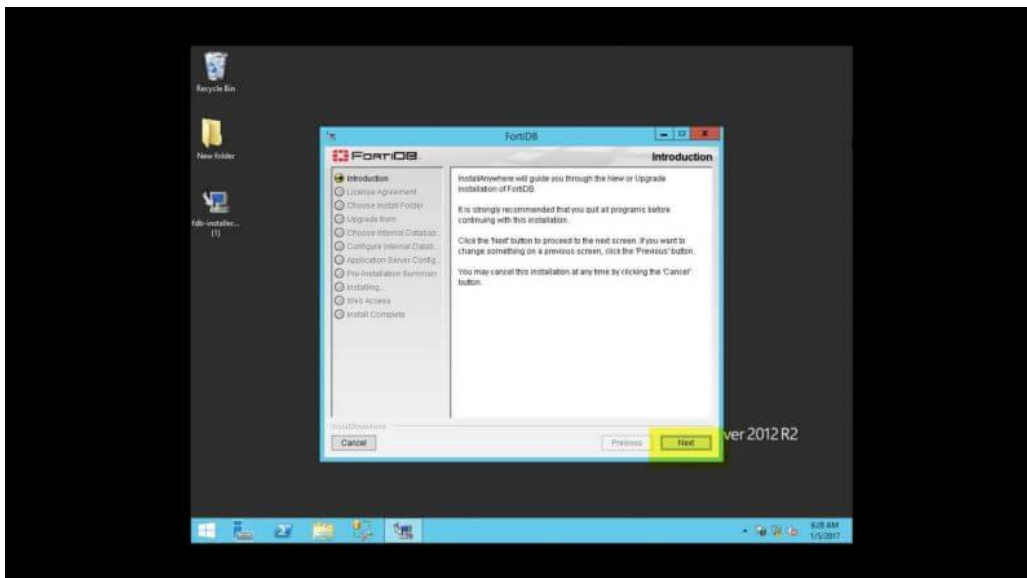 Recycle Bin
New folder
fdb-installer...
(1)
FortiDB
FORTIDB
Introduction
Introduction
License Agreement
Choose Install Folder
Upgrade from
Choose Internal Databas...
Configure Internal Datab...
Application Server Config...
Pre-Installation Summary
Installing...
Web Access
Install Complete
InstallAnywhere will guide you through the New or Upgrade
installation of FortiDB.
It is strongly recommended that you quit all programs before
continuing with this installation.
Click the 'Next' button to proceed to the next screen. If you want to
change something on a previous screen, click the 'Previous' button.
You may cancel this installation at any time by clicking the 'Cancel'
button.
InstallAnywhere
Cancel
Previous
Next
ver 2012 R2
9:28 AM
1/5/2017